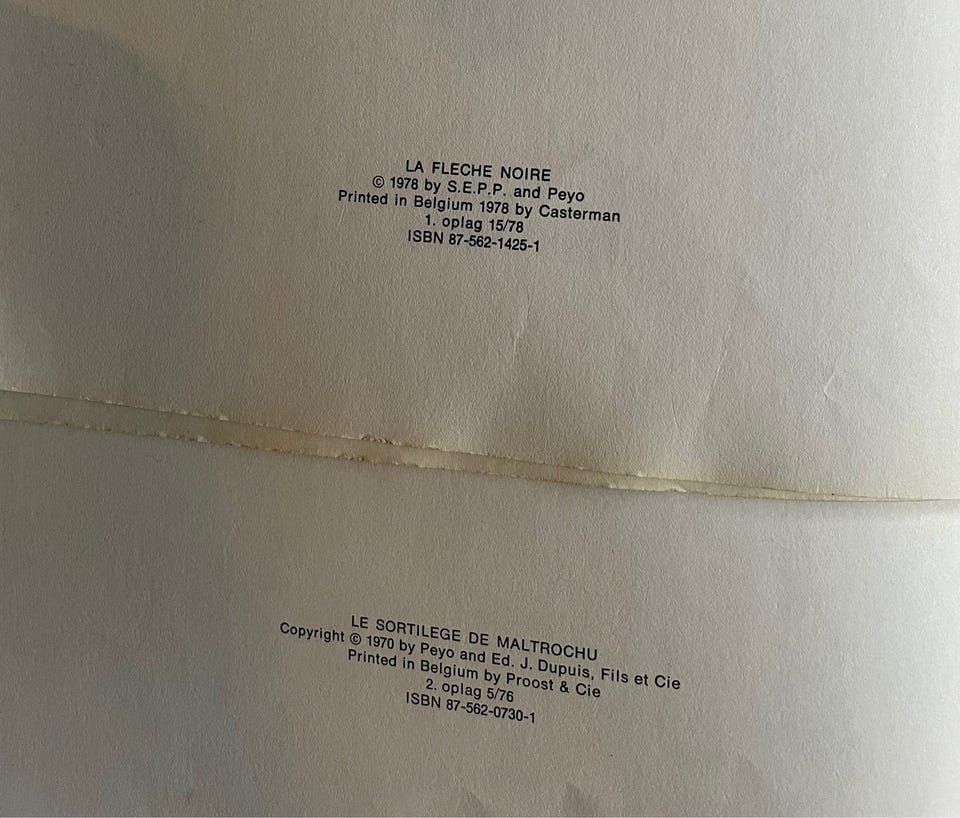 LA FLECHE NOIRE
© 1978 by S.E.P.P. and Peyo
Printed in Belgium 1978 by Casterman
1. oplag 15/78
ISBN 87-562-1425-1
LE SORTILEGE DE MALTROCHU
Copyright © 1970 by Peyo and Ed. J. Dupuis, Fils et Cie
Printed in Belgium by Proost & Cie
2. oplag 5/76
ISBN 87-562-0730-1